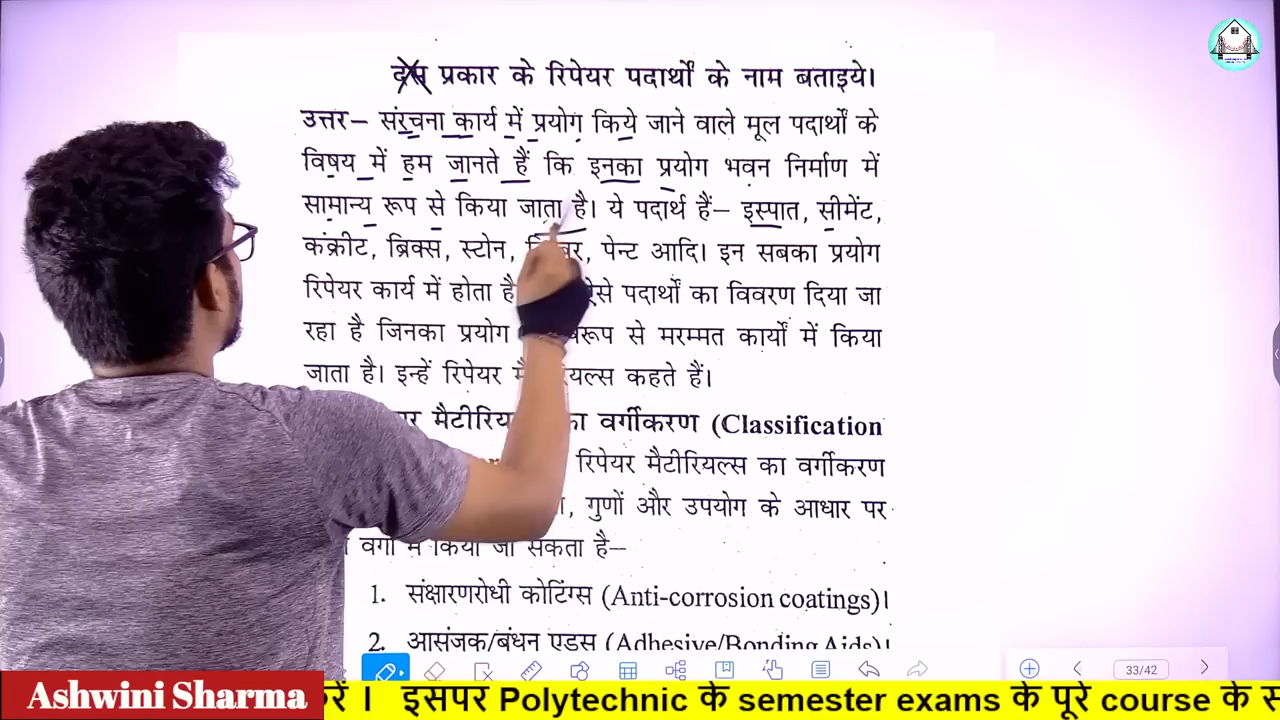 प्रकार के रिपेयर पदार्थों के नाम बताइये।
उत्तर– संरचना कार्य में प्रयोग किये जाने वाले मूल पदार्थों के
विषय में हम जानते हैं कि इनका प्रयोग भवन निर्माण में
सामान्य रूप से किया जाता है। ये पदार्थ हैं– इस्पात, सीमेंट,
कंक्रीट, ब्रिक्स, स्टोन, पेन्ट आदि। इन सबका प्रयोग
रिपेयर कार्य में होता है पदार्थों का विवरण दिया जा
रहा है जिनका प्रयोग से मरम्मत कार्यों में किया
जाता है। इन्हें रिपेयर कहते हैं।
का वर्गीकरण (Classification
रिपेयर मैटीरियल्स का वर्गीकरण
गुणों और उपयोग के आधार पर
किया जा सकता है–
1. संक्षारणरोधी कोटिंग्स (Anti-corrosion coatings)।
2. आसंजक/बंधन एड्स (Adhesive/Bonding Aids)।
33/42
Ashwini Sharma
करें । इसपर Polytechnic के semester exams के पूरे course के